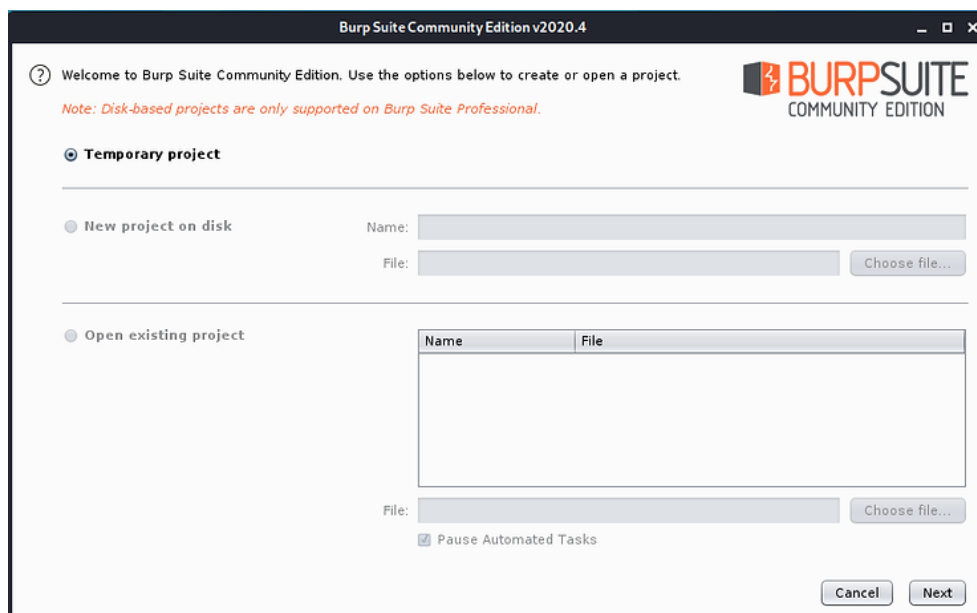 Burp Suite Community Edition v2020.4
Welcome to Burp Suite Community Edition. Use the options below to create or open a project.
Note: Disk-based projects are only supported on Burp Suite Professional.
BURPSUITE
COMMUNITY EDITION
Temporary project
New project on disk
Name:
File:
Choose file...
Open existing project
Name File
File:
Choose file...
Pause Automated Tasks
Cancel Next